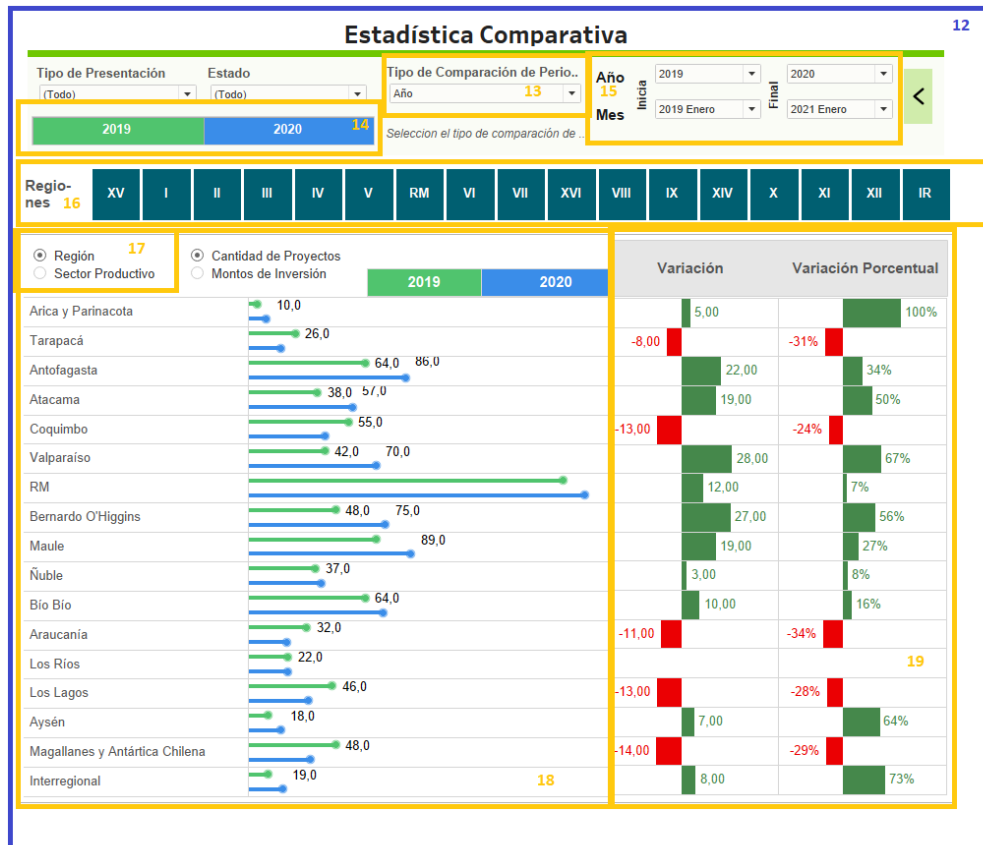 Estadística Comparativa
12
Tipo de Presentación
Estado
Tipo de Comparación de Perio..
(Todo)
(Todo)
Año
13
Año
15
Mes
Inicia
2019
2019 Enero
Final
2020
2021 Enero
<
2019
2020
14
Seleccion el tipo de comparación de ..
Regio-
nes
16
XV I II III IV V RM VI VII XVI VIII IX XIV X XI XII IR
Región
17
Sector Productivo
Cantidad de Proyectos
Montos de Inversión
2019
2020
Variación
Variación Porcentual
Arica y Parinacota 10,0 5,00 100%
Tarapacá 26,0 -8,00 -31%
Antofagasta 64,0 86,0 22,00 34%
Atacama 38,0 57,0 19,00 50%
Coquimbo 55,0 -13,00 -24%
Valparaíso 42,0 70,0 28,00 67%
RM 12,00 7%
Bernardo O'Higgins 48,0 75,0 27,00 56%
Maule 89,0 19,00 27%
Ñuble 37,0 3,00 8%
Bío Bío 64,0 10,00 16%
Araucanía 32,0 -11,00 -34%
Los Ríos 22,0 19
Los Lagos 46,0 -13,00 -28%
Aysén 18,0 7,00 64%
Magallanes y Antártica Chilena 48,0 -14,00 -29%
Interregional 19,0 18 8,00 73%